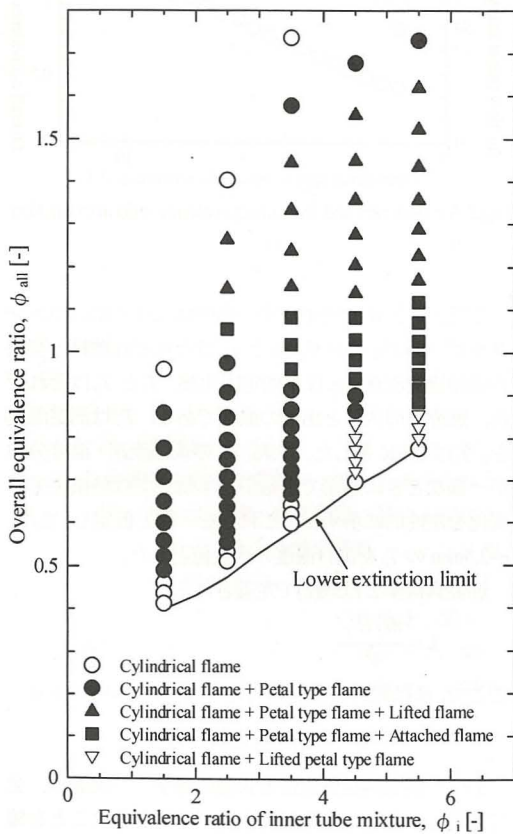 Overall equivalence ratio, ϕ all [-]
1.5
1
0.5
0
Lower extinction limit
Cylindrical flame
Cylindrical flame + Petal type flame
Cylindrical flame + Petal type flame + Lifted flame
Cylindrical flame + Petal type flame + Attached flame
Cylindrical flame + Lifted petal type flame
0 2 4 6
Equivalence ratio of inner tube mixture, ϕ i [-]